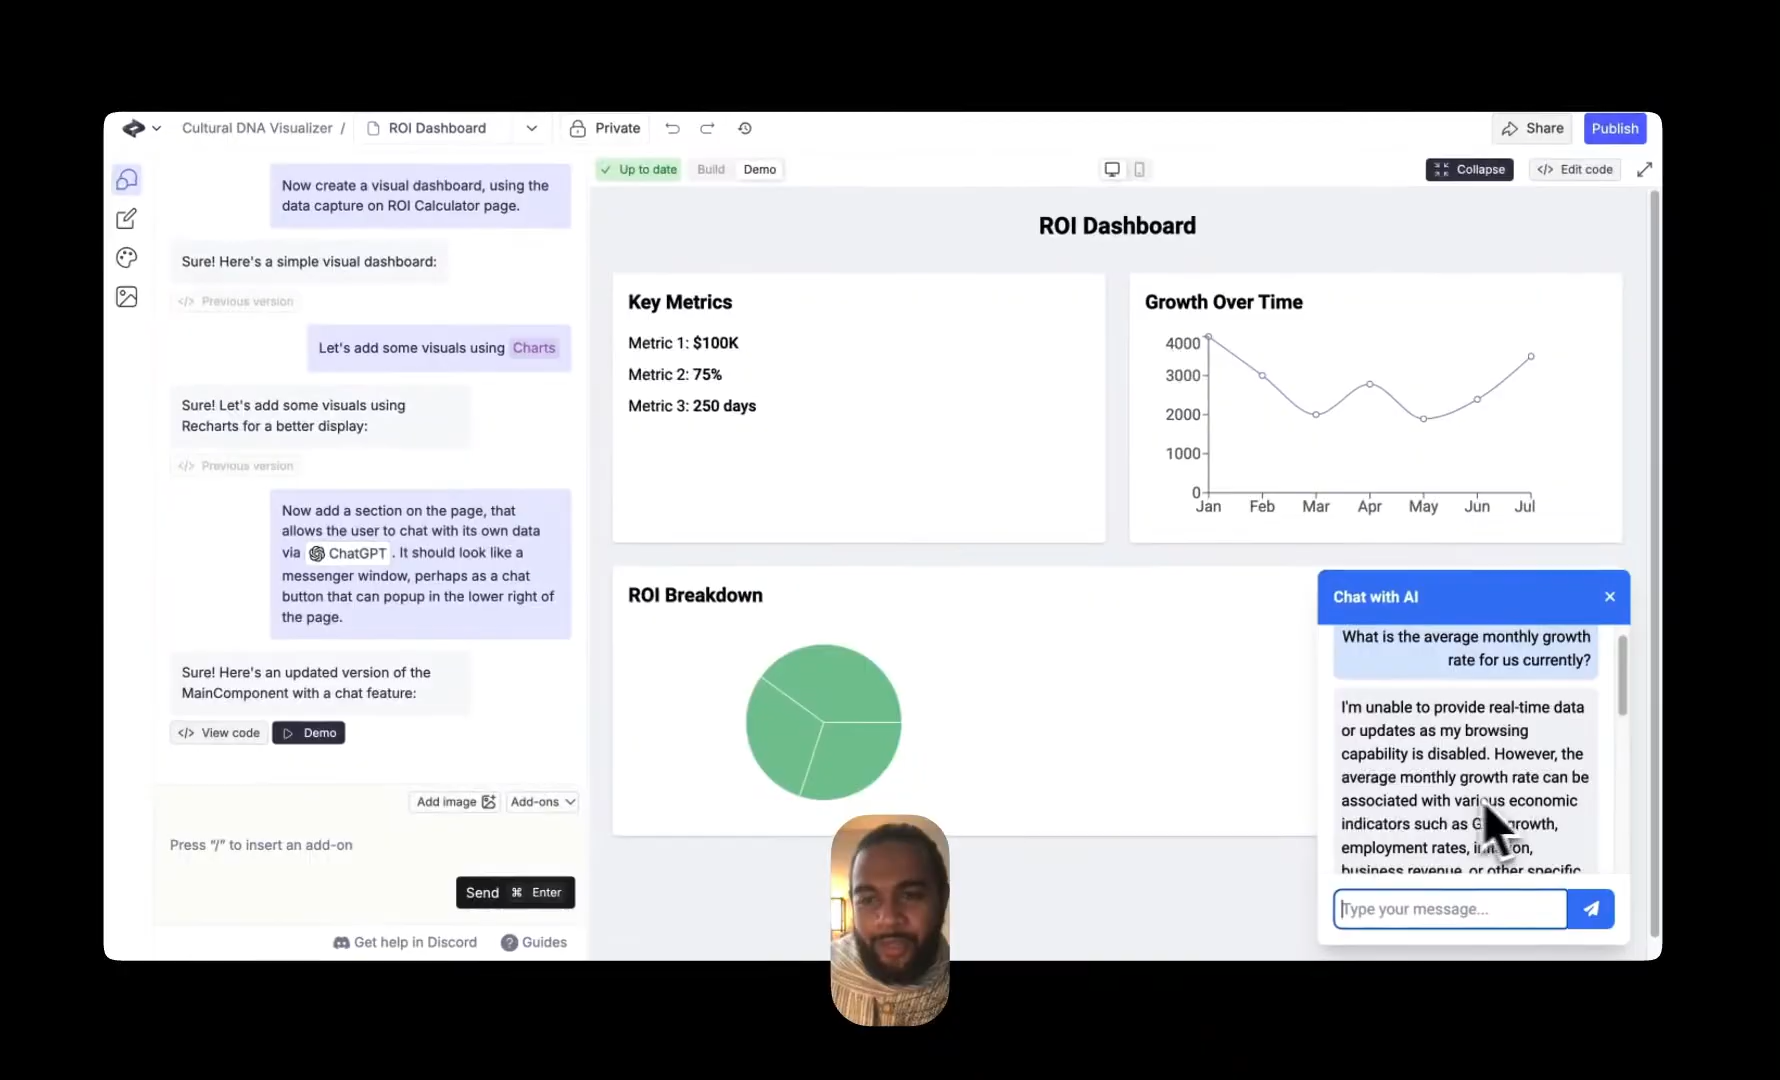 Cultural DNA Visualizer / ROI Dashboard Private Share Publish
Now create a visual dashboard, using the
data capture on ROI Calculator page.
Sure! Here's a simple visual dashboard:
</> Previous version
Let's add some visuals using Charts
Sure! Let's add some visuals using
Recharts for a better display:
</> Previous version
Now add a section on the page, that
allows the user to chat with its own data
via ChatGPT . It should look like a
messenger window, perhaps as a chat
button that can popup in the lower right of
the page.
Sure! Here's an updated version of the
MainComponent with a chat feature:
</> View code Demo
Add image Add-ons
Press "/" to insert an add-on
Send ⌘ Enter
Get help in Discord ? Guides
Up to date Build Demo Collapse </> Edit code
ROI Dashboard
Key Metrics
Metric 1: $100K
Metric 2: 75%
Metric 3: 250 days
Growth Over Time
4000
3000
2000
1000
0
Jan Feb Mar Apr May Jun Jul
ROI Breakdown
Chat with AI ×
What is the average monthly growth
rate for us currently?
I'm unable to provide real-time data
or updates as my browsing
capability is disabled. However, the
average monthly growth rate can be
associated with various economic
indicators such as growth,
employment rates,
business revenue, or other specific
Type your message...